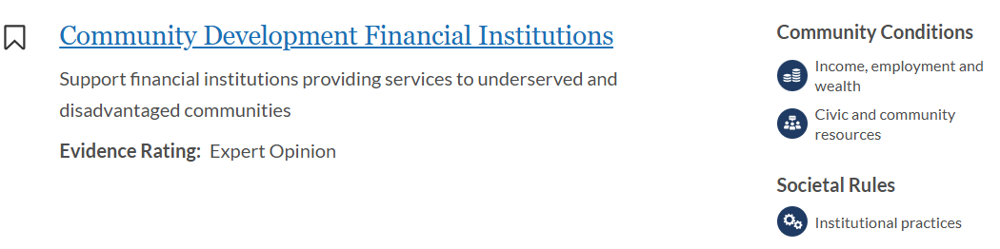 Community Development Financial Institutions
Support financial institutions providing services to underserved and
disadvantaged communities
Evidence Rating: Expert Opinion
Community Conditions
Income, employment and
wealth
Civic and community
resources
Societal Rules
Institutional practices